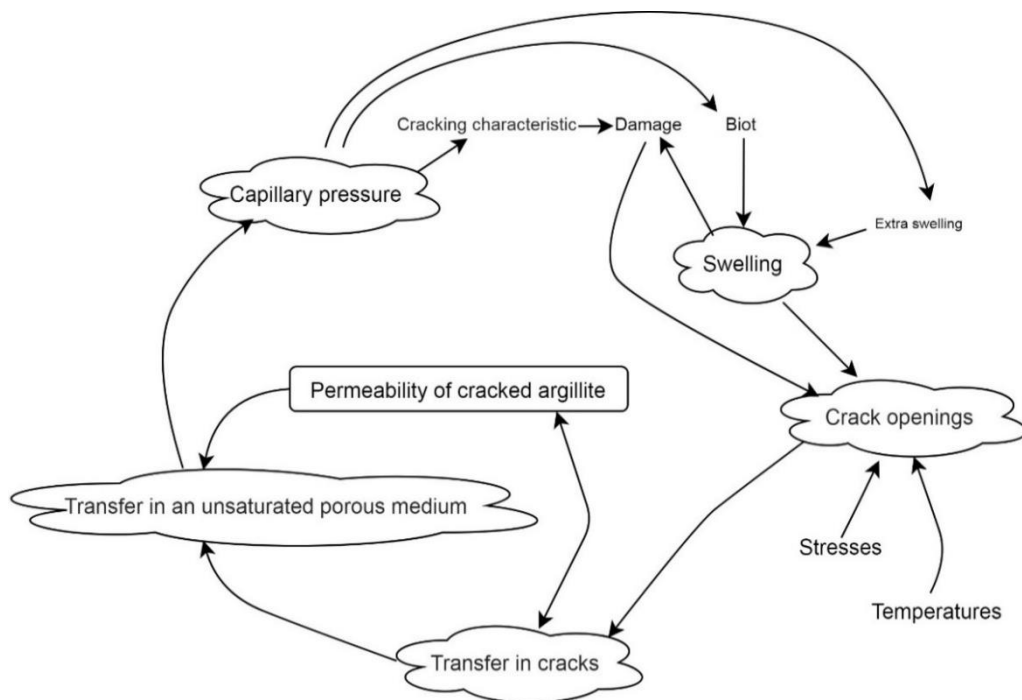 Cracking characteristic
Damage
Biot
Capillary pressure
Extra swelling
Swelling
Permeability of cracked argillite
Crack openings
Transfer in an unsaturated porous medium
Stresses
Temperatures
Transfer in cracks